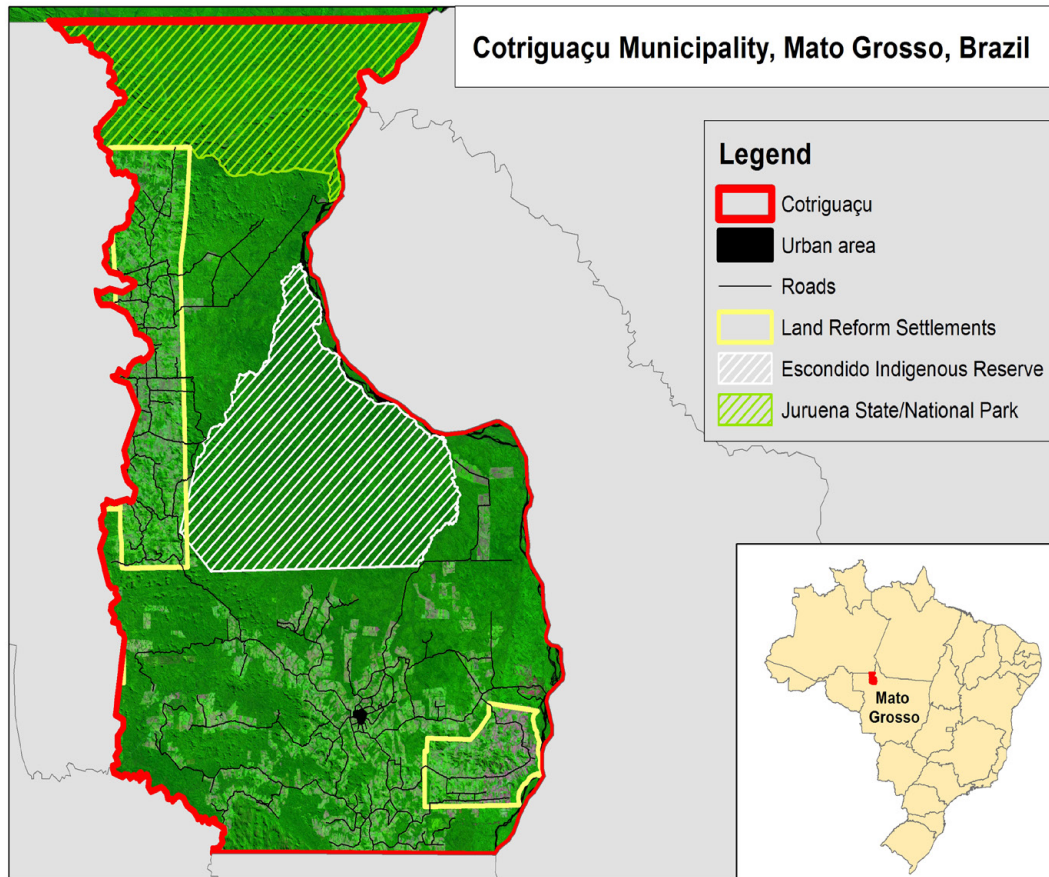 Cotriguaçu Municipality, Mato Grosso, Brazil
Legend
Cotriguaçu
Urban area
Roads
Land Reform Settlements
Escondido Indigenous Reserve
Juruena State/National Park
Mato
Grosso